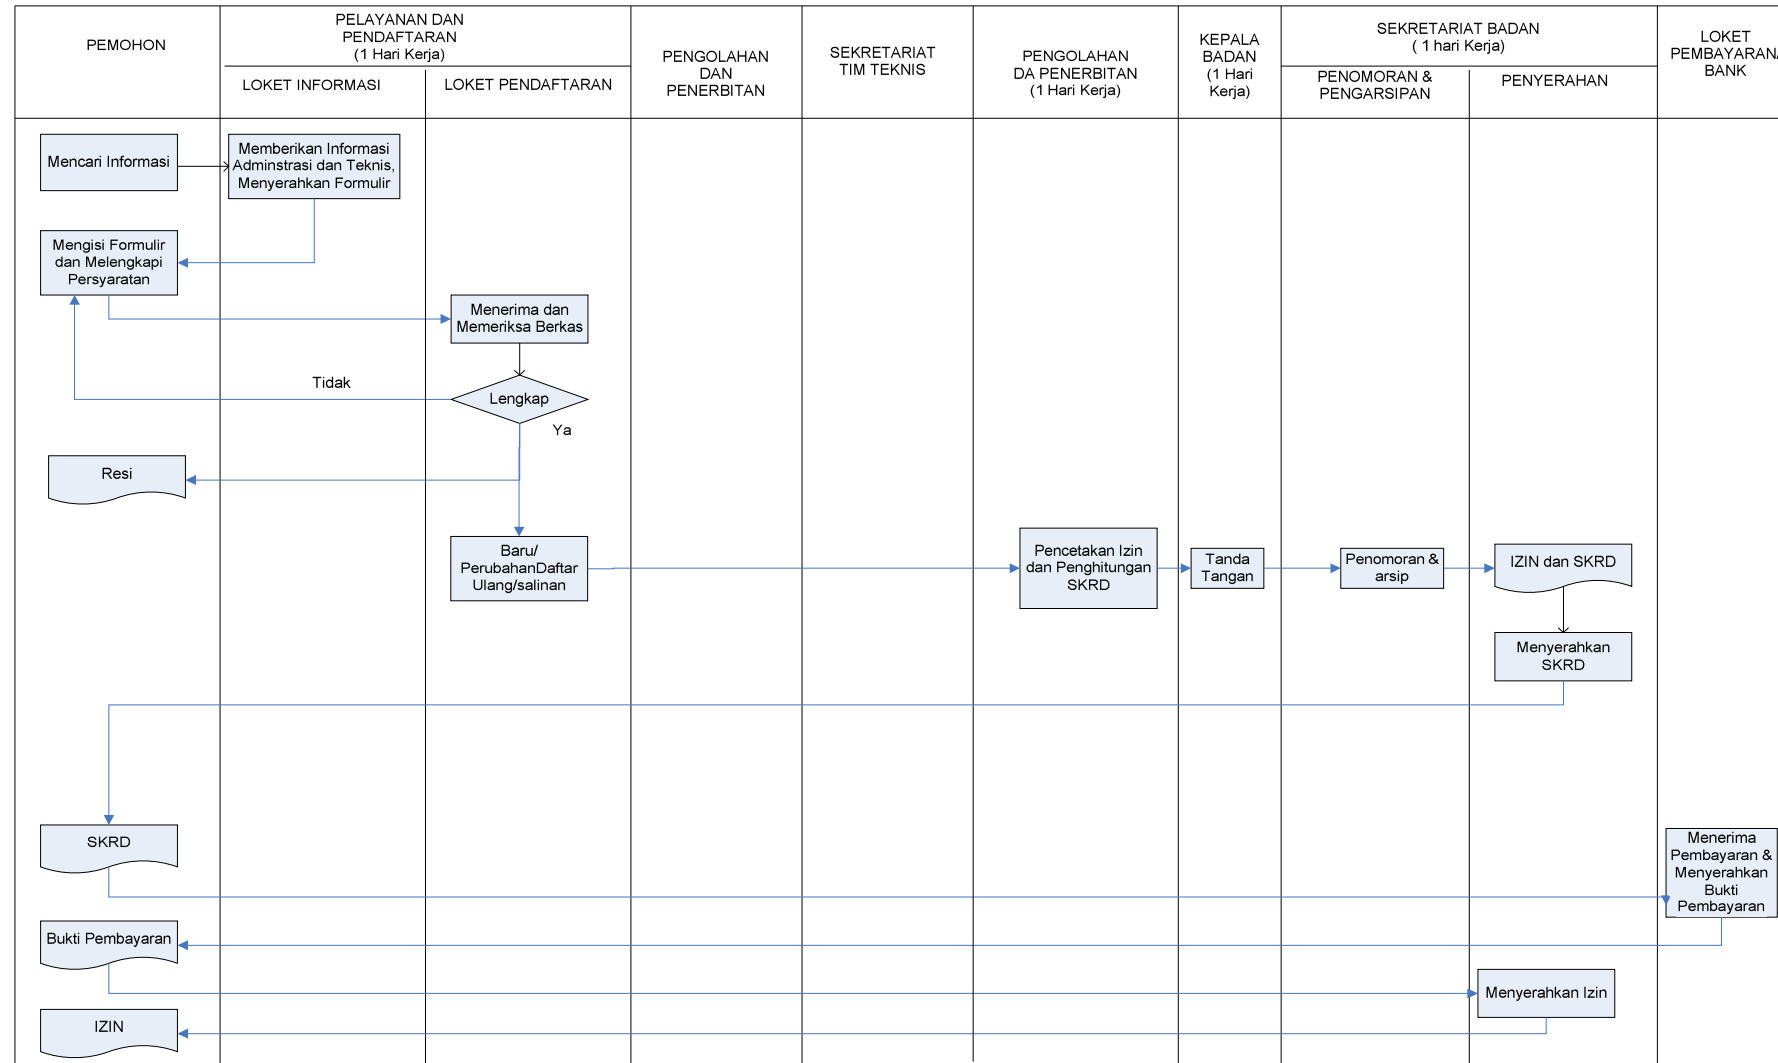 PEMOHON
PELAYANAN DAN
PENDAFTARAN
(1 Hari Kerja)
LOKET INFORMASI
LOKET PENDAFTARAN
PENGOLAHAN
DAN
PENERBITAN
SEKRETARIAT
TIM TEKNIS
PENGOLAHAN
DA PENERBITAN
(1 Hari Kerja)
KEPALA
BADAN
(1 Hari
Kerja)
SEKRETARIAT BADAN
( 1 hari Kerja)
PENOMORAN &
PENGARSIPAN
PENYERAHAN
LOKET
PEMBAYARAN/
BANK
Mencari Informasi
Memberikan Informasi
Adminstrasi dan Teknis,
Menyerahkan Formulir
Mengisi Formulir
dan Melengkapi
Persyaratan
Menerima dan
Memeriksa Berkas
Tidak
Lengkap
Ya
Resi
Baru/
PerubahanDaftar
Ulang/salinan
Pencetakan Izin
dan Penghitungan
SKRD
Tanda
Tangan
Penomoran &
arsip
IZIN dan SKRD
Menyerahkan
SKRD
SKRD
Menerima
Pembayaran &
Menyerahkan
Bukti
Pembayaran
Bukti Pembayaran
Menyerahkan Izin
IZIN